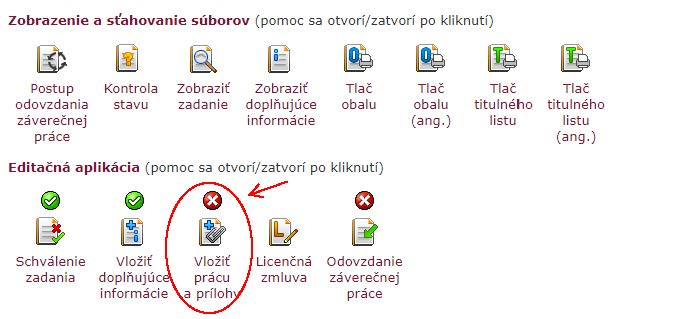 Zobrazenie a sťahovanie súborov (pomoc sa otvorí/zatvorí po kliknutí)
Postup odovzdania záverečnej práce
Kontrola stavu
Zobraziť zadanie
Zobraziť doplňujúce informácie
Tlač obalu
Tlač obalu (ang.)
Tlač titulného listu
Tlač titulného listu (ang.)
Editačná aplikácia (pomoc sa otvorí/zatvorí po kliknutí)
Schválenie zadania
Vložiť doplňujúce informácie
Vložiť prácu a prílohy
Licenčná zmluva
Odovzdanie záverečnej práce